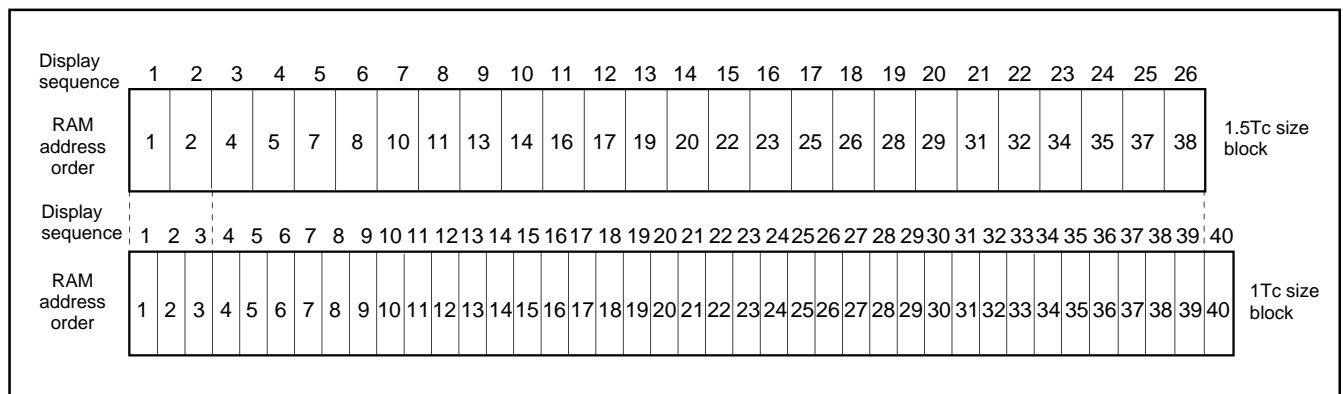 Display
sequence
1 2 3 4 5 6 7 8 9 10 11 12 13 14 15 16 17 18 19 20 21 22 23 24 25 26
RAM
address
order
1 2 4 5 7 8 10 11 13 14 16 17 19 20 22 23 25 26 28 29 31 32 34 35 37 38
1.5Tc size
block
Display
sequence
1 2 3 4 5 6 7 8 9 10 11 12 13 14 15 16 17 18 19 20 21 22 23 24 25 26 27 28 29 30 31 32 33 34 35 36 37 38 39 40
RAM
address
order
1 2 3 4 5 6 7 8 9 10 11 12 13 14 15 16 17 18 19 20 21 22 23 24 25 26 27 28 29 30 31 32 33 34 35 36 37 38 39 40
1Tc size
block